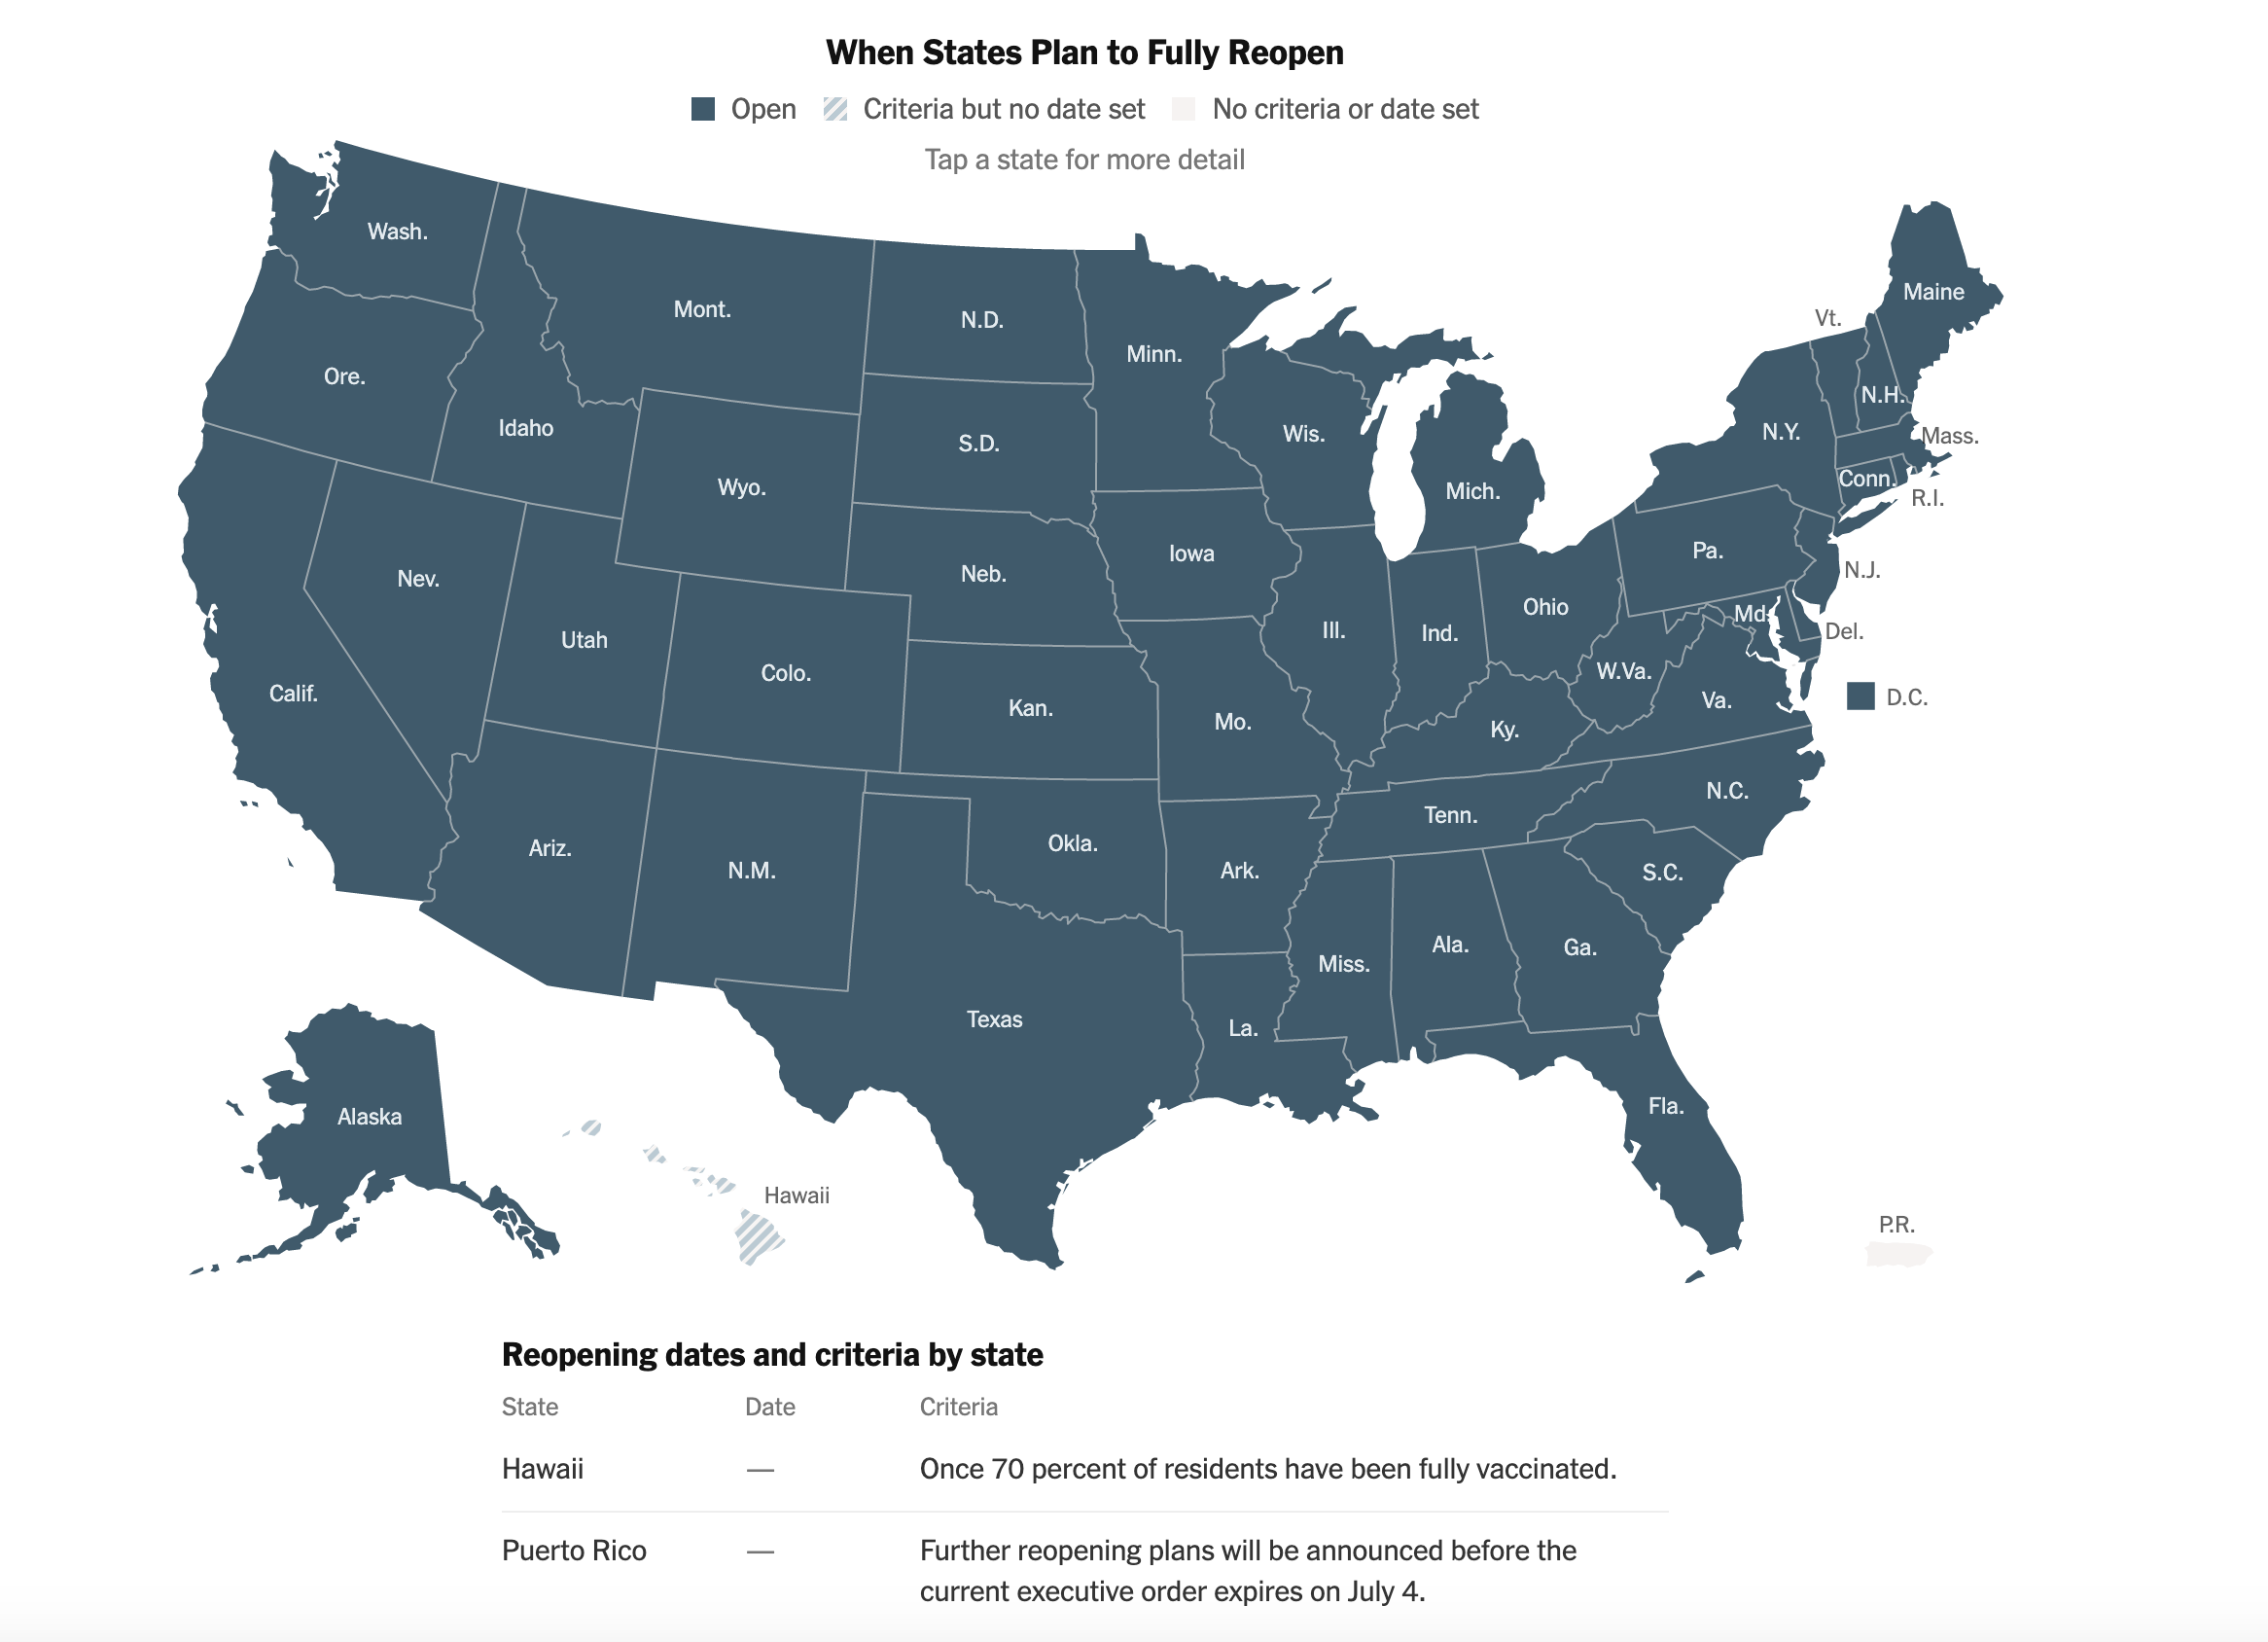 When States Plan to Fully Reopen
Open Criteria but no date set No criteria or date set
Tap a state for more detail
Wash.
Mont.
N.D.
Minn.
Maine
Vt.
Ore.
Idaho
S.D.
Wis.
Mich.
N.Y.
N.H.
Mass.
Conn.
R.I.
Wyo.
Iowa
Pa.
N.J.
Nev.
Neb.
Ohio
Md.
Del.
Utah
Ill.
Ind.
Calif.
Colo.
Kan.
Mo.
W.Va.
Va.
D.C.
Ky.
N.C.
Tenn.
Ariz.
N.M.
Okla.
Ark.
S.C.
Miss.
Ala.
Ga.
Texas
La.
Alaska
Fla.
Hawaii
P.R.
Reopening dates and criteria by state
State Date Criteria
Hawaii — Once 70 percent of residents have been fully vaccinated.
Puerto Rico — Further reopening plans will be announced before the
current executive order expires on July 4.